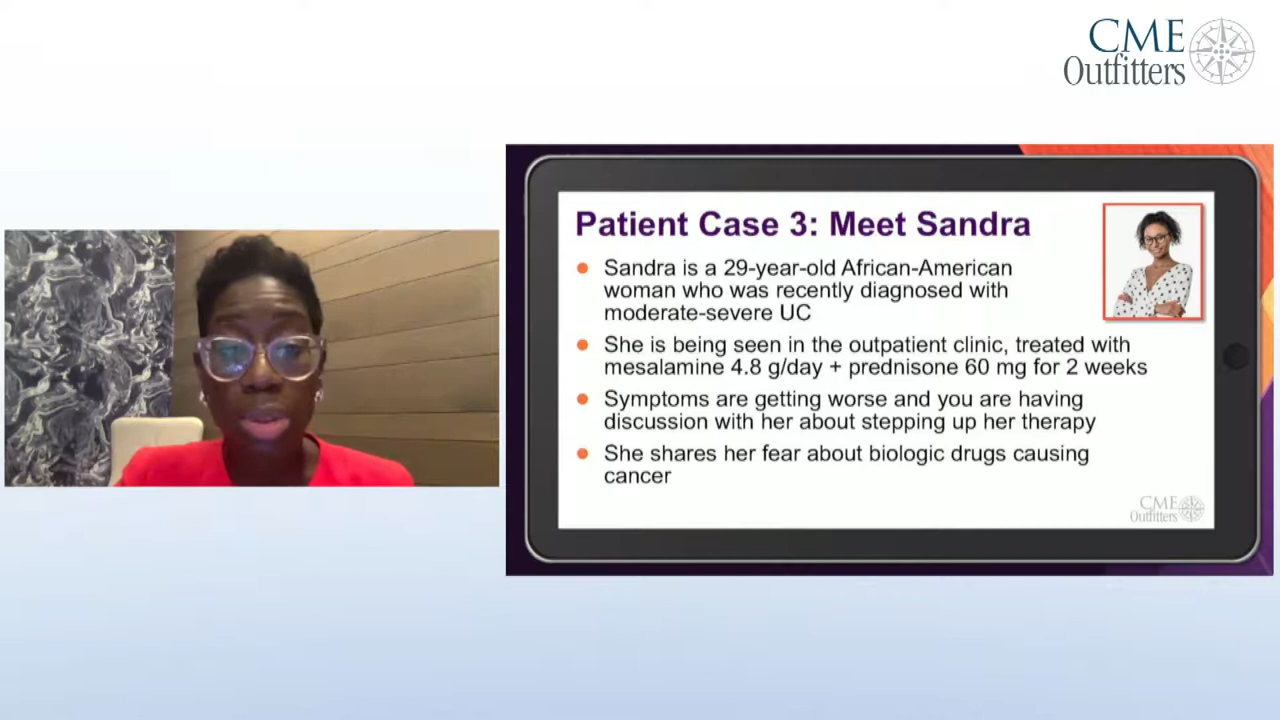 CME
Outfitters
Patient Case 3: Meet Sandra
Sandra is a 29-year-old African-American
woman who was recently diagnosed with
moderate-severe UC
She is being seen in the outpatient clinic, treated with
mesalamine 4.8 g/day + prednisone 60 mg for 2 weeks
Symptoms are getting worse and you are having
discussion with her about stepping up her therapy
She shares her fear about biologic drugs causing
cancer
CME
Outfitters